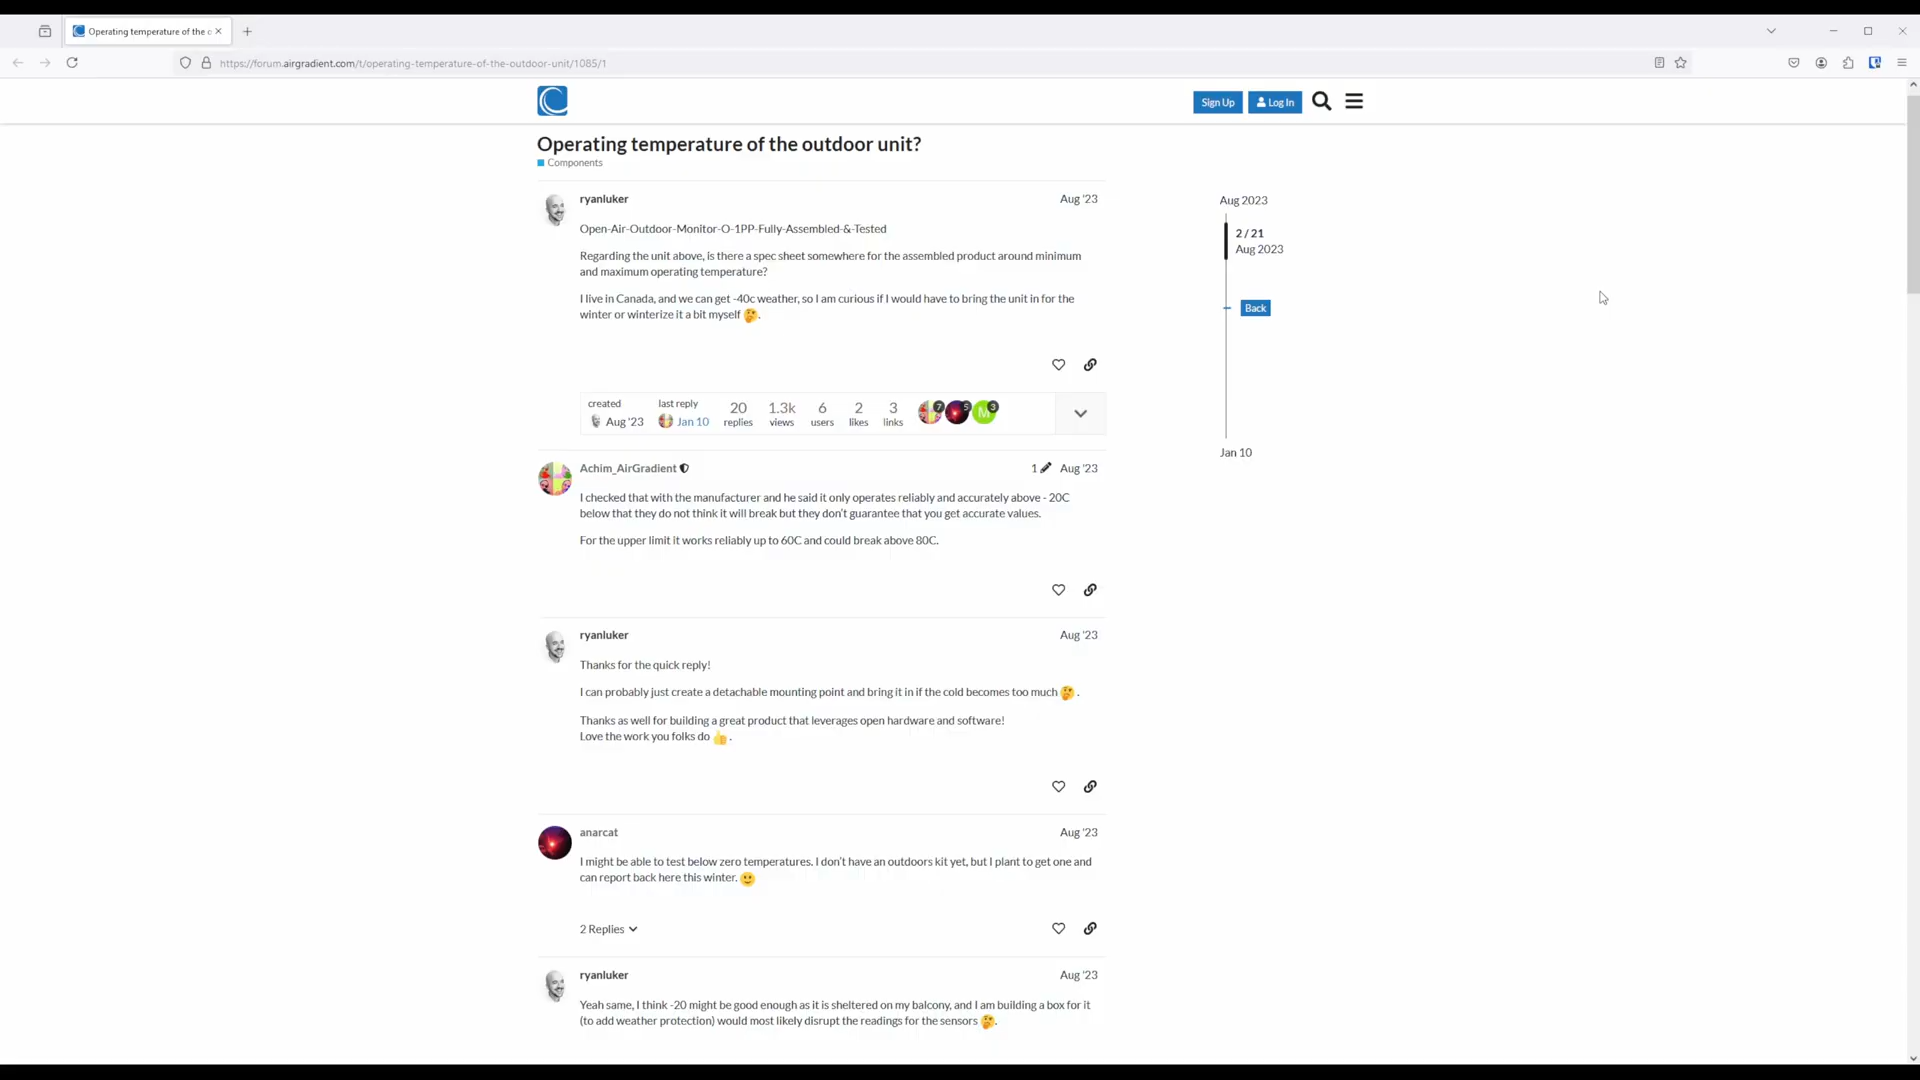 Operating temperature of the o
https://forum.airgradient.com/t/operating-temperature-of-the-outdoor-unit/1085/1
Sign Up
Log In
Operating temperature of the outdoor unit?
Components
ryanluker
Aug '23
Open-Air-Outdoor-Monitor-O-1PP-Fully-Assembled-&-Tested
Regarding the unit above, is there a spec sheet somewhere for the assembled product around minimum
and maximum operating temperature?
I live in Canada, and we can get -40c weather, so I am curious if I would have to bring the unit in for the
winter or winterize it a bit myself 🤔.
created
Aug '23
last reply
Jan 10
20
replies
1.3k
views
6
users
2
likes
3
links
7
5
M
3
Aug 2023
2 / 21
Aug 2023
Back
Jan 10
Achim_AirGradient
1
Aug '23
I checked that with the manufacturer and he said it only operates reliably and accurately above - 20C
below that they do not think it will break but they don't guarantee that you get accurate values.
For the upper limit it works reliably up to 60C and could break above 80C.
ryanluker
Aug '23
Thanks for the quick reply!
I can probably just create a detachable mounting point and bring it in if the cold becomes too much 🤔.
Thanks as well for building a great product that leverages open hardware and software!
Love the work you folks do 👍.
anarcat
Aug '23
I might be able to test below zero temperatures. I don't have an outdoors kit yet, but I plant to get one and
can report back here this winter. 🙂
2 Replies
ryanluker
Aug '23
Yeah same, I think -20 might be good enough as it is sheltered on my balcony, and I am building a box for it
(to add weather protection) would most likely disrupt the readings for the sensors 🤔.